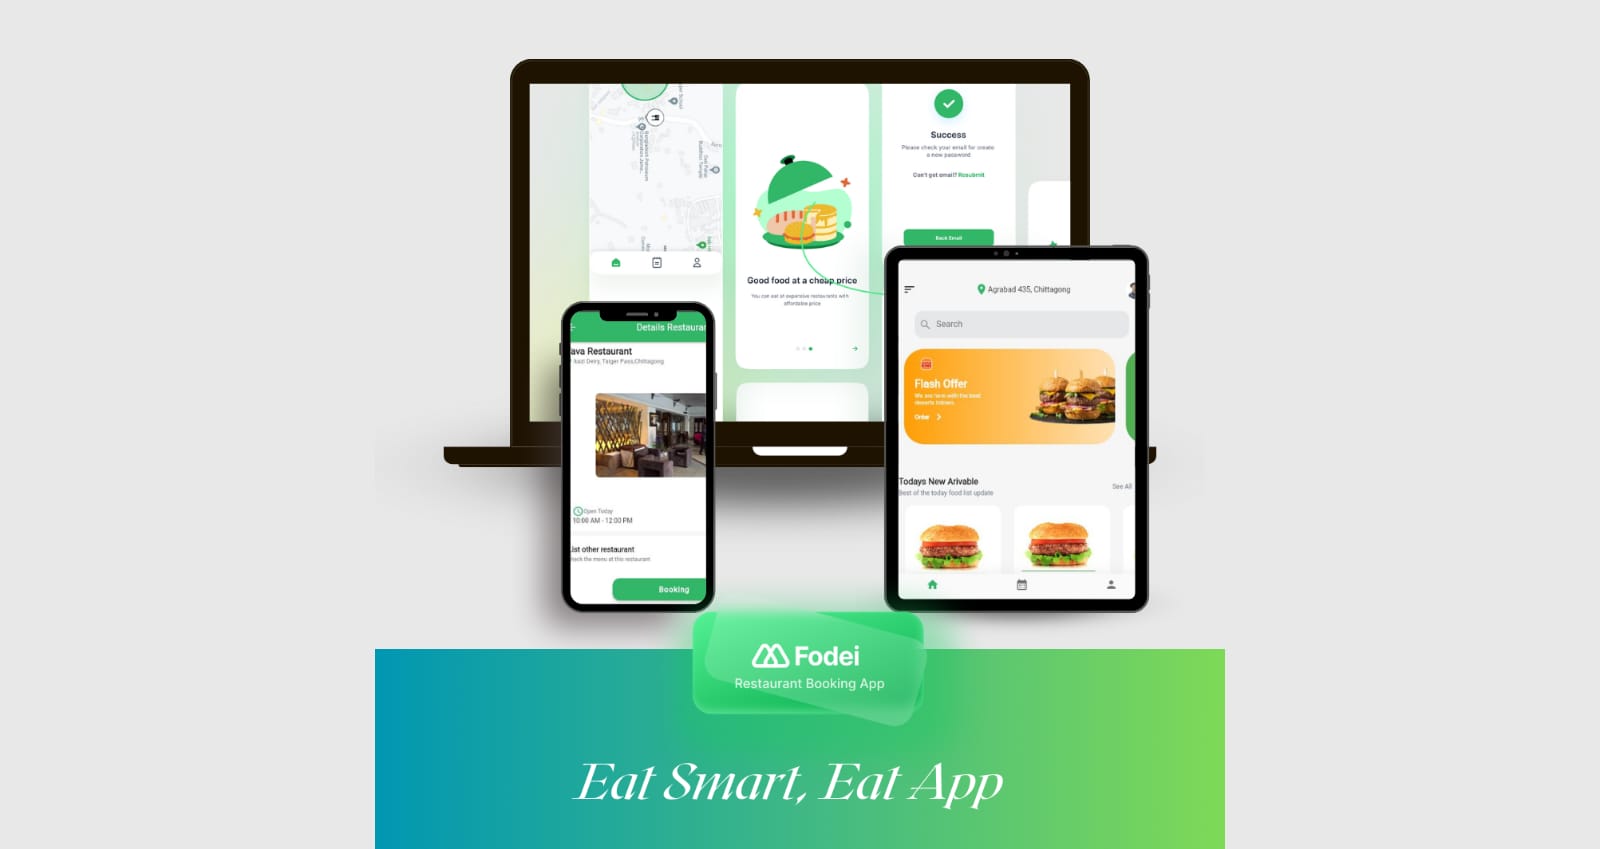 Success
Please check your email for create
a new password
Can't get email? Resubmit
Back Email
Good food at a cheap price
You can eat at expensive restaurants with
affordable price
Details Restauran
ava Restaurant
Taiger Pass,Chittagong
Open Today
10:00 AM - 12:00 PM
ist other restaurant
heck the menu at this restaurant
Booking
Agrabad 435, Chittagong
Search
Flash Offer
We are here with the best
deserts intown.
Order
Todays New Arivable
Best of the today food list update
See All
Fodei
Restaurant Booking App
Eat Smart, Eat App